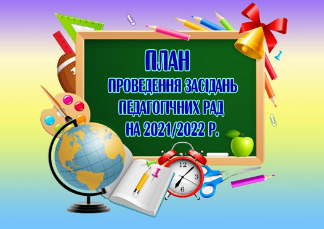 ПЛАН
ПРОВЕДЕННЯ ЗАСІДАНЬ
ПЕДАГОГІЧНИХ РАД
НА 2021/2022 Р.